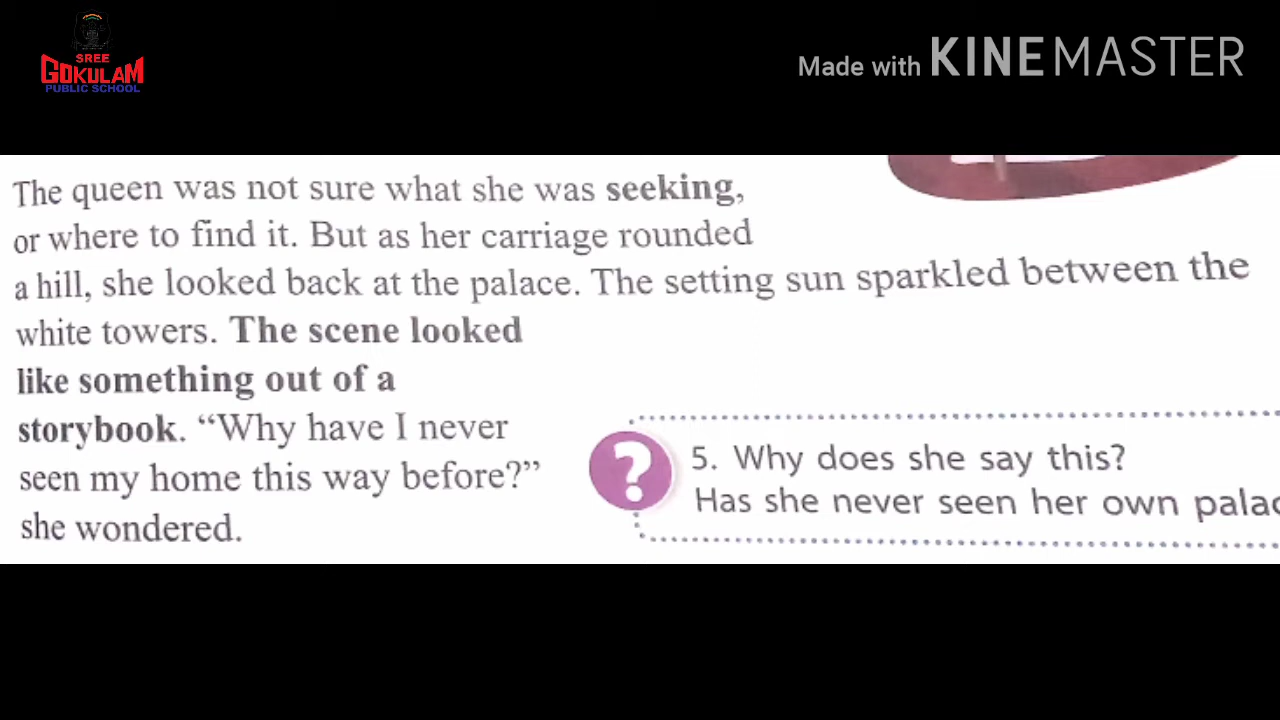 SREE
GOKULAM
PUBLIC SCHOOL
Made with KINEMASTER
The queen was not sure what she was seeking,
or where to find it. But as her carriage rounded
a hill, she looked back at the palace. The setting sun sparkled between the
white towers. The scene looked
like something out of a
storybook. “Why have I never
seen my home this way before?”
she wondered.
?
5. Why does she say this?
Has she never seen her own palac